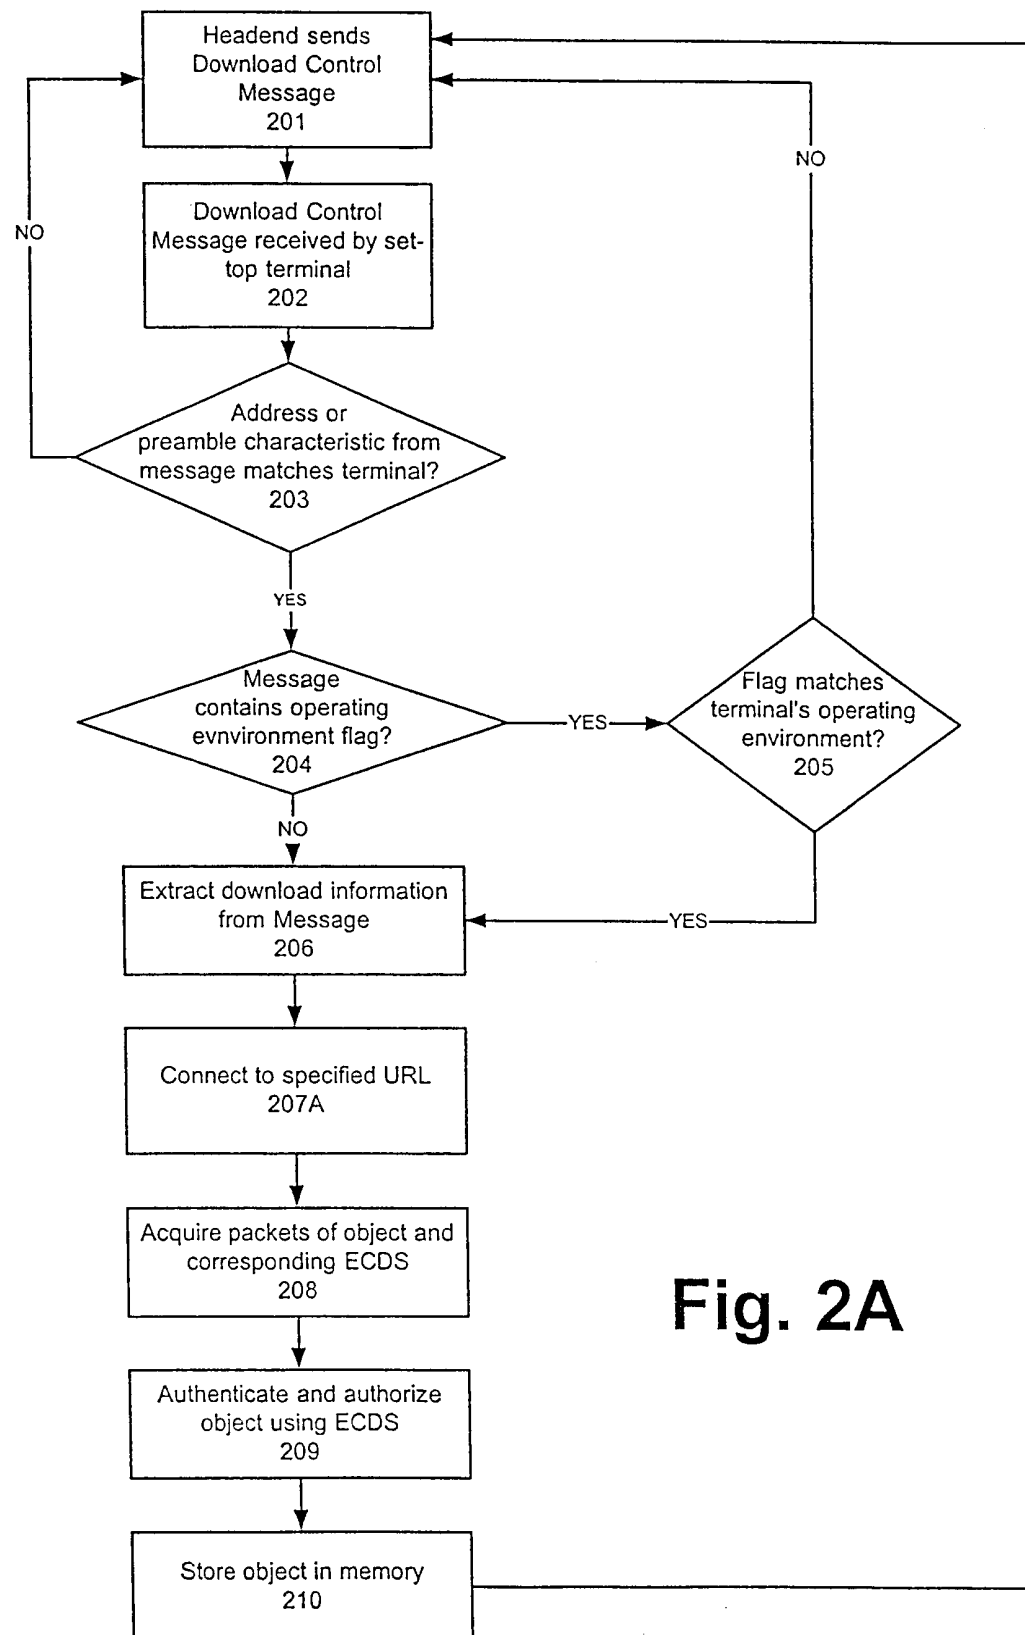 Headend sends
Download Control
Message
201
NO
NO
Download Control
Message received by set-
top terminal
202
Address or
preamble characteristic from
message matches terminal?
203
YES
Message
contains operating
evnvironment flag?
204
YES
Flag matches
terminal's operating
environment?
205
NO
Extract download information
from Message
206
YES
Connect to specified URL
207A
Acquire packets of object and
corresponding ECDS
208
Fig. 2A
Authenticate and authorize
object using ECDS
209
Store object in memory
210